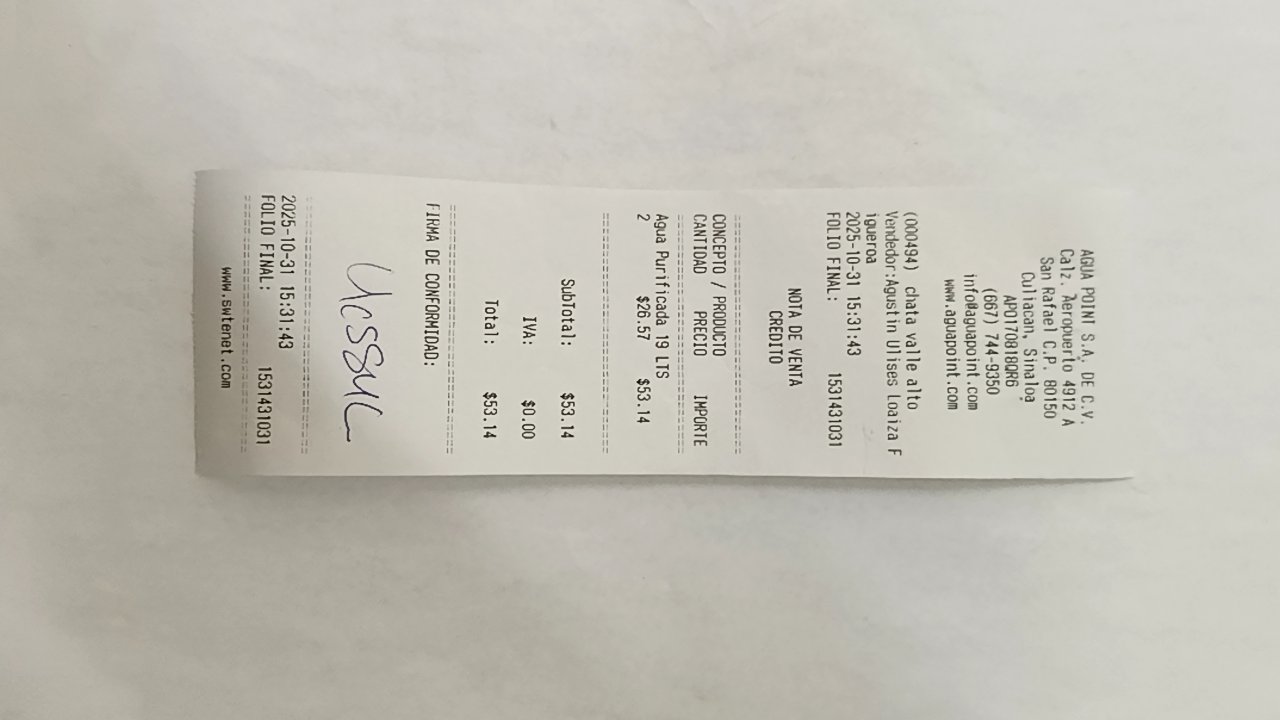 AGUA POINT S.A. DE C.V.
Calz. Aeropuerto 4912 A
San Rafael C.P. 80150
Culiacan, Sinaloa
APO170818QR6
(667) 744-9350
info@aguapoint.com
www.aguapoint.com
(000494) chata valle alto
Vendedor:Agustin Ulises Loaiza F
igueroa
2025-10-31 15:31:43
FOLIO FINAL: 1531431031
NOTA DE VENTA
CREDITO
CONCEPTO / PRODUCTO
CANTIDAD PRECIO IMPORTE
Agua Purificada 19 LTS
2 $26.57 $53.14
SubTotal: $53.14
IVA: $0.00
Total: $53.14
FIRMA DE CONFORMIDAD:
2025-10-31 15:31:43
FOLIO FINAL: 1531431031
www.swtenet.com